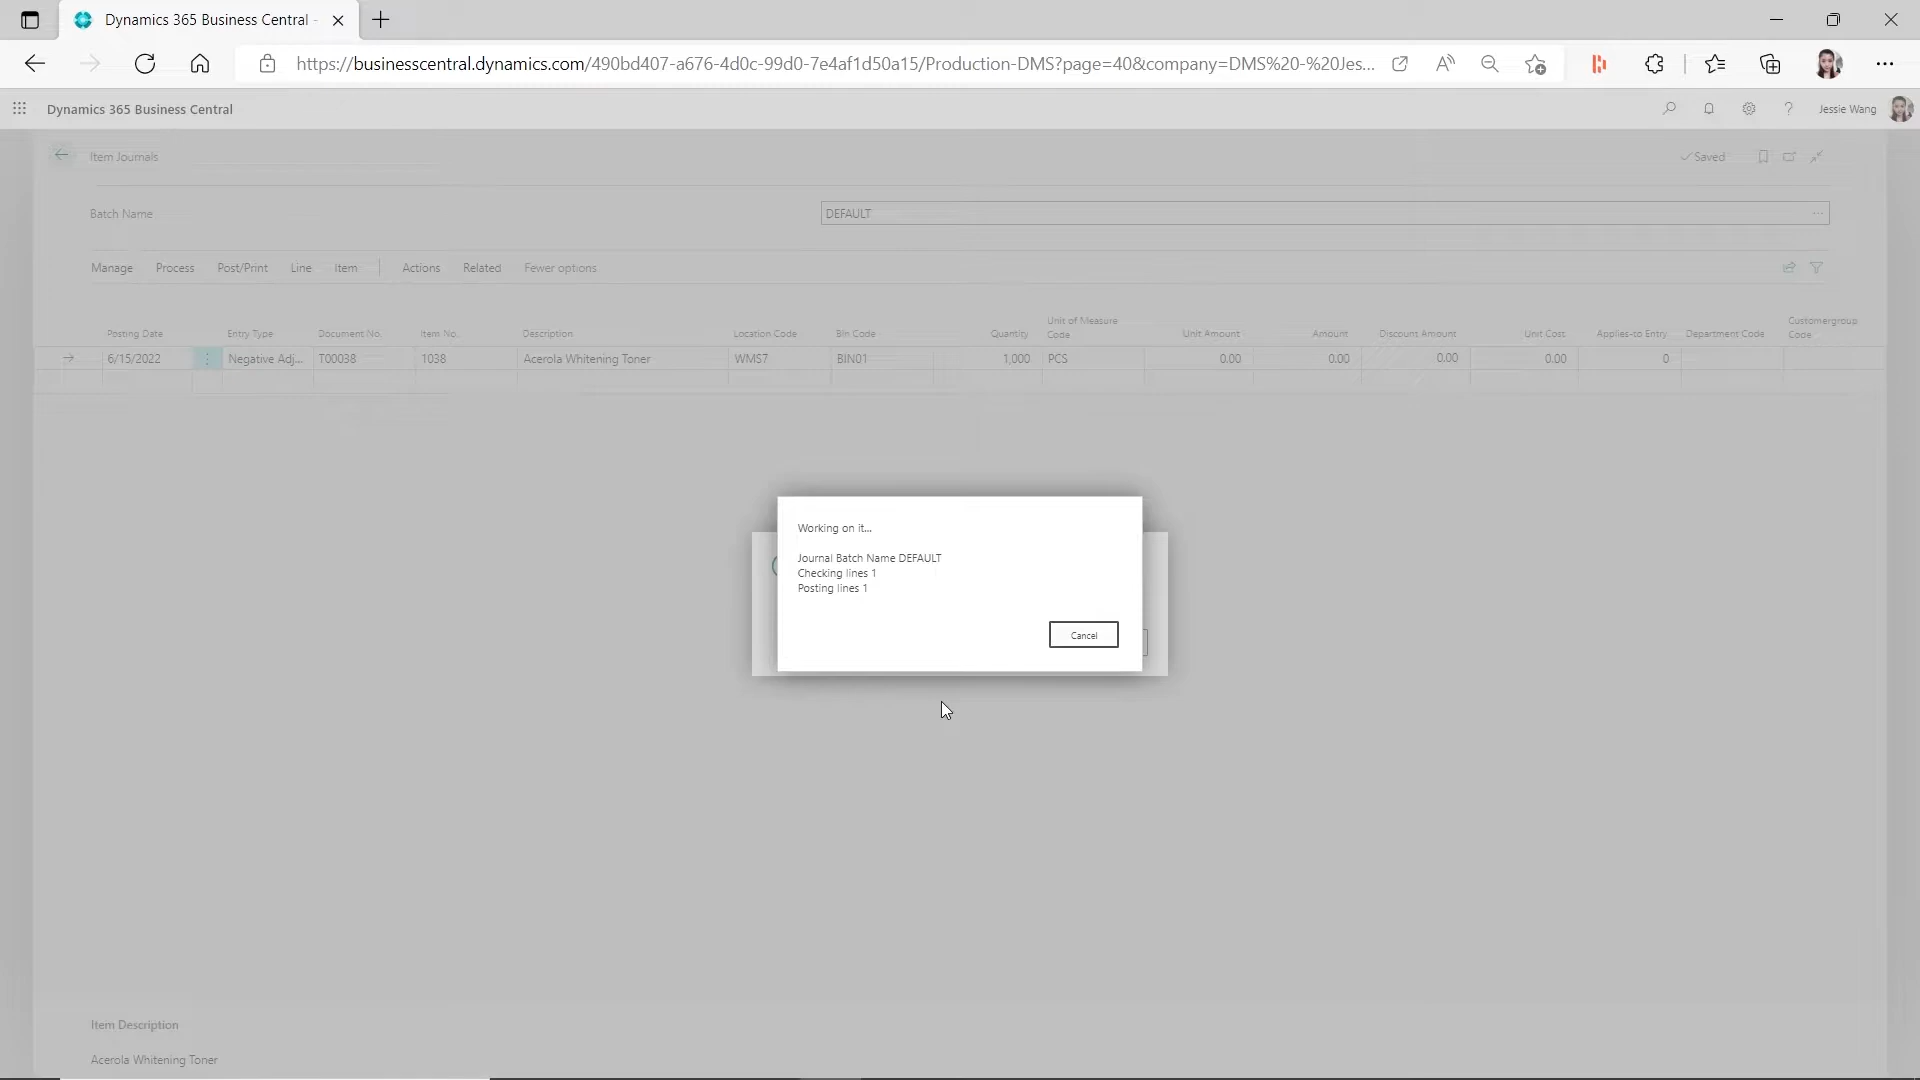 Dynamics 365 Business Central -
https://businesscentral.dynamics.com/490bd407-a676-4d0c-99d0-7e4af1d50a15/Production-DMS?page=40&company=DMS%20-%20Jes...
Dynamics 365 Business Central
Jessie Wang
Item Journals
Saved
Batch Name
DEFAULT
Manage Process Post/Print Line Item Actions Related Fewer options
Posting Date Entry Type Document No. Item No. Description Location Code Bin Code Quantity Unit of Measure Code Unit Amount Amount Discount Amount Unit Cost Applies-to Entry Department Code Customergroup Code
6/15/2022 Negative Adj... T00038 1038 Acerola Whitening Toner WMS7 BIN01 1,000 PCS 0.00 0.00 0.00 0.00 0
Working on it...
Journal Batch Name DEFAULT
Checking lines 1
Posting lines 1
Cancel
Item Description
Acerola Whitening Toner